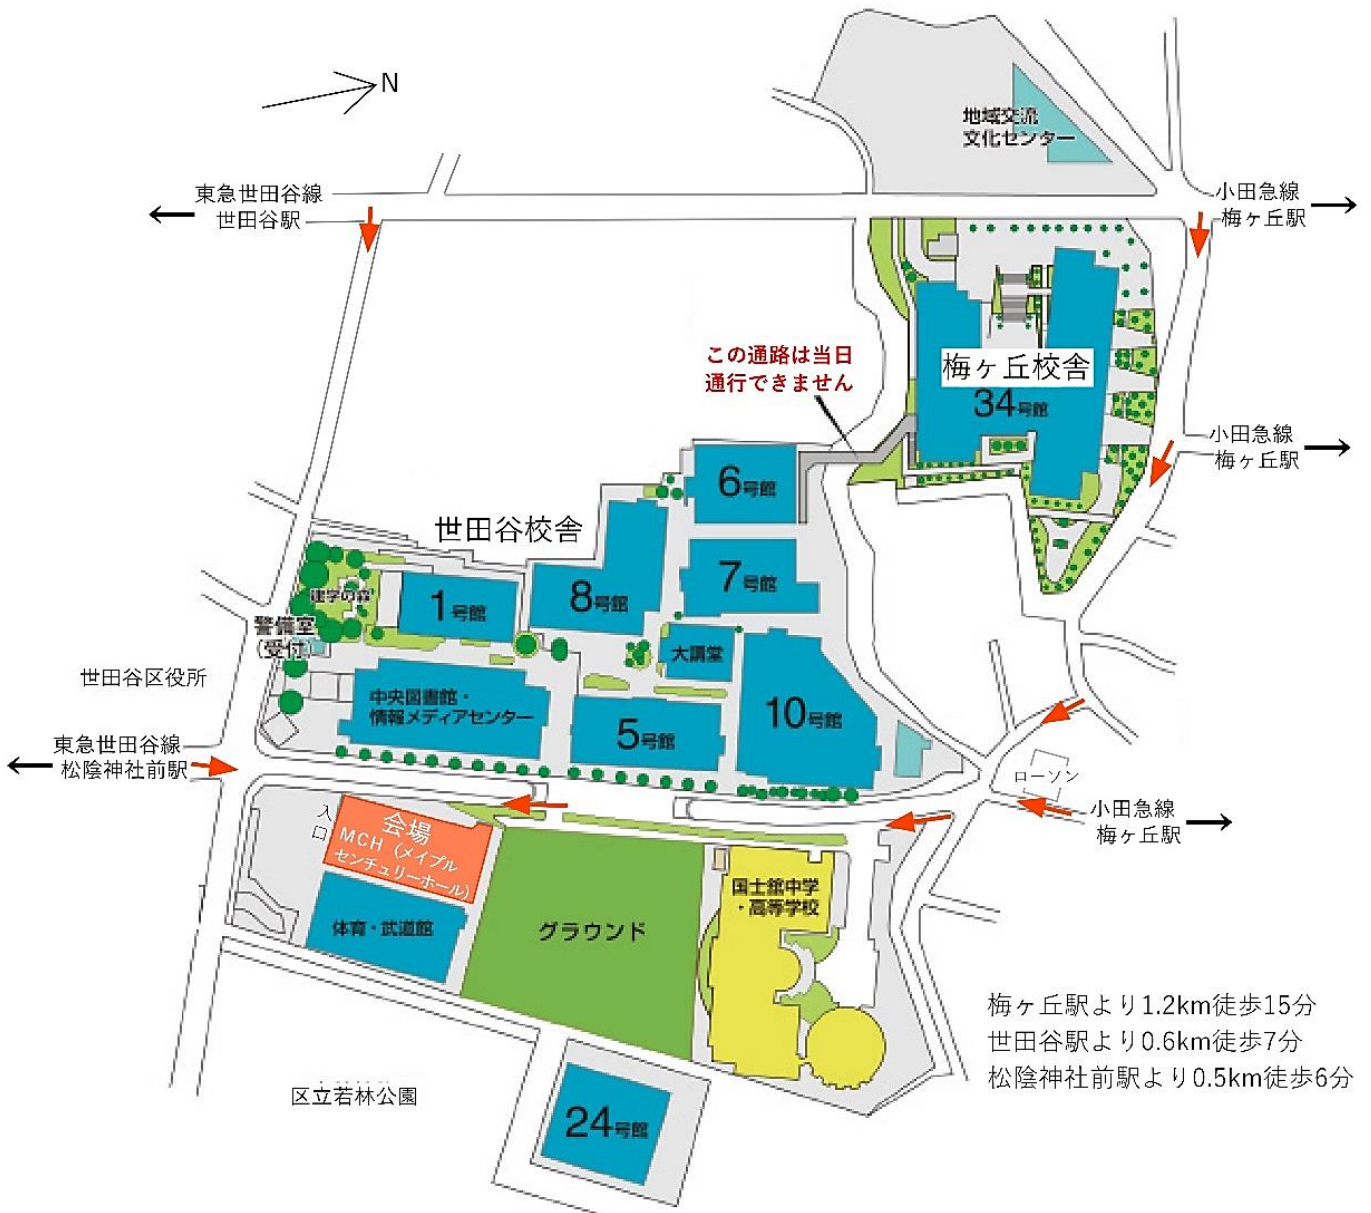 N
地域交流
文化センター
東急世田谷線
世田谷駅
小田急線
梅ヶ丘駅
この通路は当日
通行できません
梅ヶ丘校舎
34号館
小田急線
梅ヶ丘駅
6号館
世田谷校舎
7号館
8号館
1号館
建学の森
警備室
(受付)
大講堂
世田谷区役所
中央図書館・
情報メディアセンター
5号館
10号館
東急世田谷線
松陰神社前駅
ローソン
小田急線
梅ヶ丘駅
入口
会場
MCH（メイプル
センチュリーホール）
体育・武道館
グラウンド
国士舘中学
・高等学校
梅ヶ丘駅より1.2km徒歩15分
世田谷駅より0.6km徒歩7分
松陰神社前駅より0.5km徒歩6分
区立若林公園
24号館